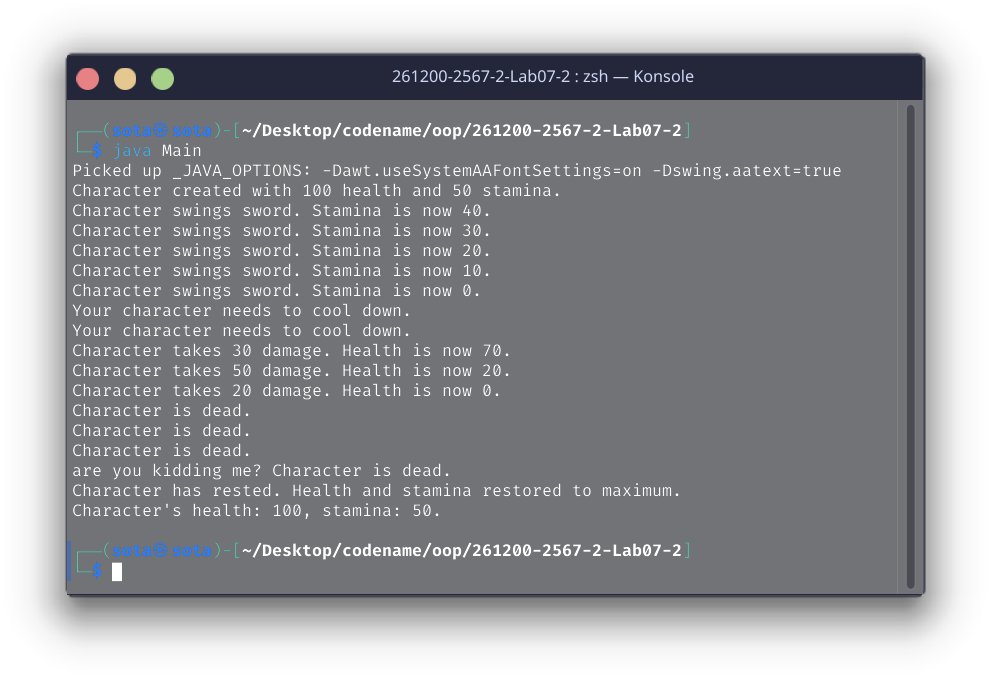 261200-2567-2-Lab07-2 : zsh — Konsole
┌──(sota㉿sota)-[~/Desktop/codename/oop/261200-2567-2-Lab07-2]
└─$ java Main
Picked up _JAVA_OPTIONS: -Dawt.useSystemAAFontSettings=on -Dswing.aatext=true
Character created with 100 health and 50 stamina.
Character swings sword. Stamina is now 40.
Character swings sword. Stamina is now 30.
Character swings sword. Stamina is now 20.
Character swings sword. Stamina is now 10.
Character swings sword. Stamina is now 0.
Your character needs to cool down.
Your character needs to cool down.
Character takes 30 damage. Health is now 70.
Character takes 50 damage. Health is now 20.
Character takes 20 damage. Health is now 0.
Character is dead.
Character is dead.
Character is dead.
are you kidding me? Character is dead.
Character has rested. Health and stamina restored to maximum.
Character's health: 100, stamina: 50.
┌──(sota㉿sota)-[~/Desktop/codename/oop/261200-2567-2-Lab07-2]
└─$